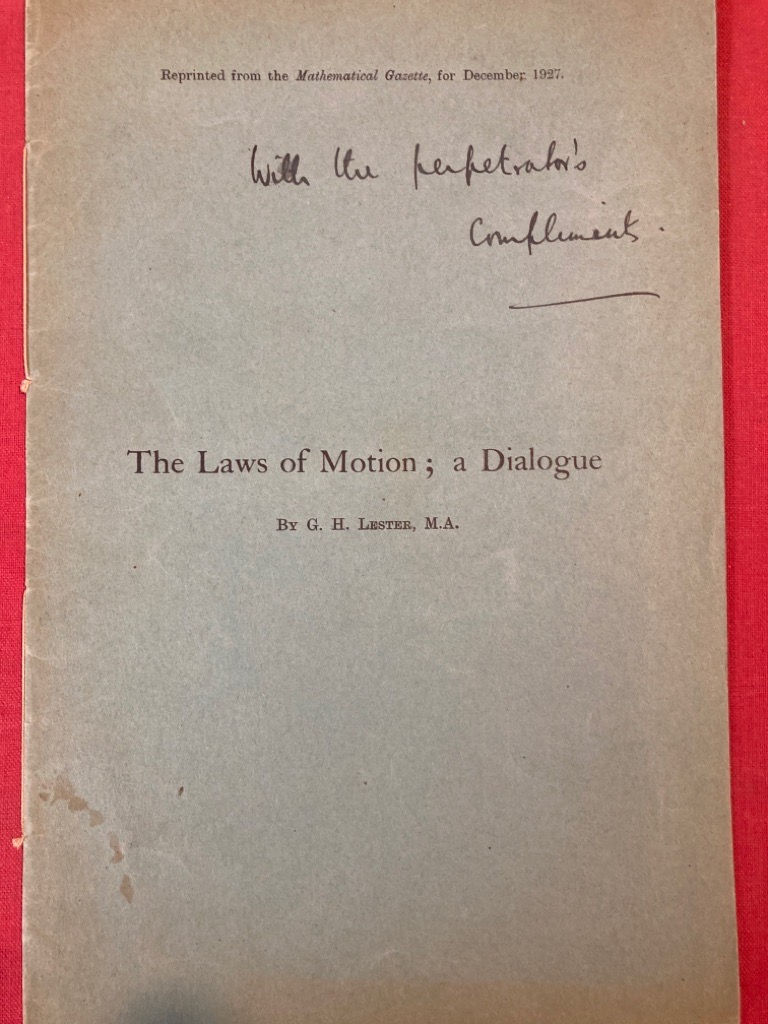 Reprinted from the Mathematical Gazette, for December 1927.
With the perpetrator's
Compliments.
The Laws of Motion ; a Dialogue
By G. H. Lester, M.A.